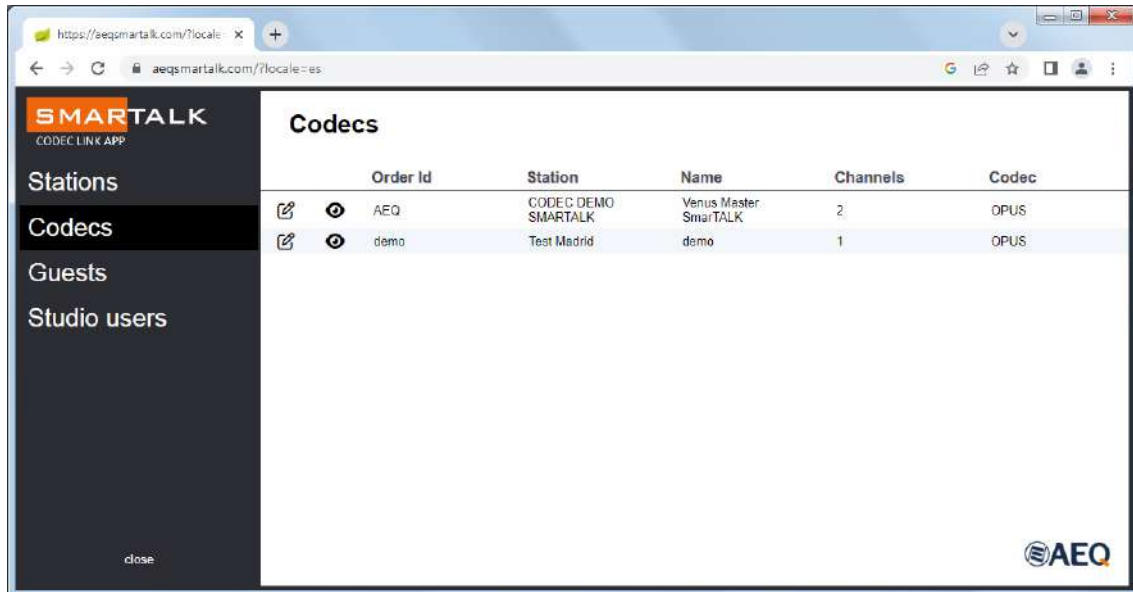 https://aeqsmartalk.com/?locale
aeqsmartalk.com/?locale=es
SMARTALK
CODEC LINK APP
Stations
Codecs
Guests
Studio users
close
Codecs
Order Id Station Name Channels Codec
AEQ CODEC DEMO SMARTALK Venus Master SmarTALK 2 OPUS
demo Test Madrid demo 1 OPUS
AEQ